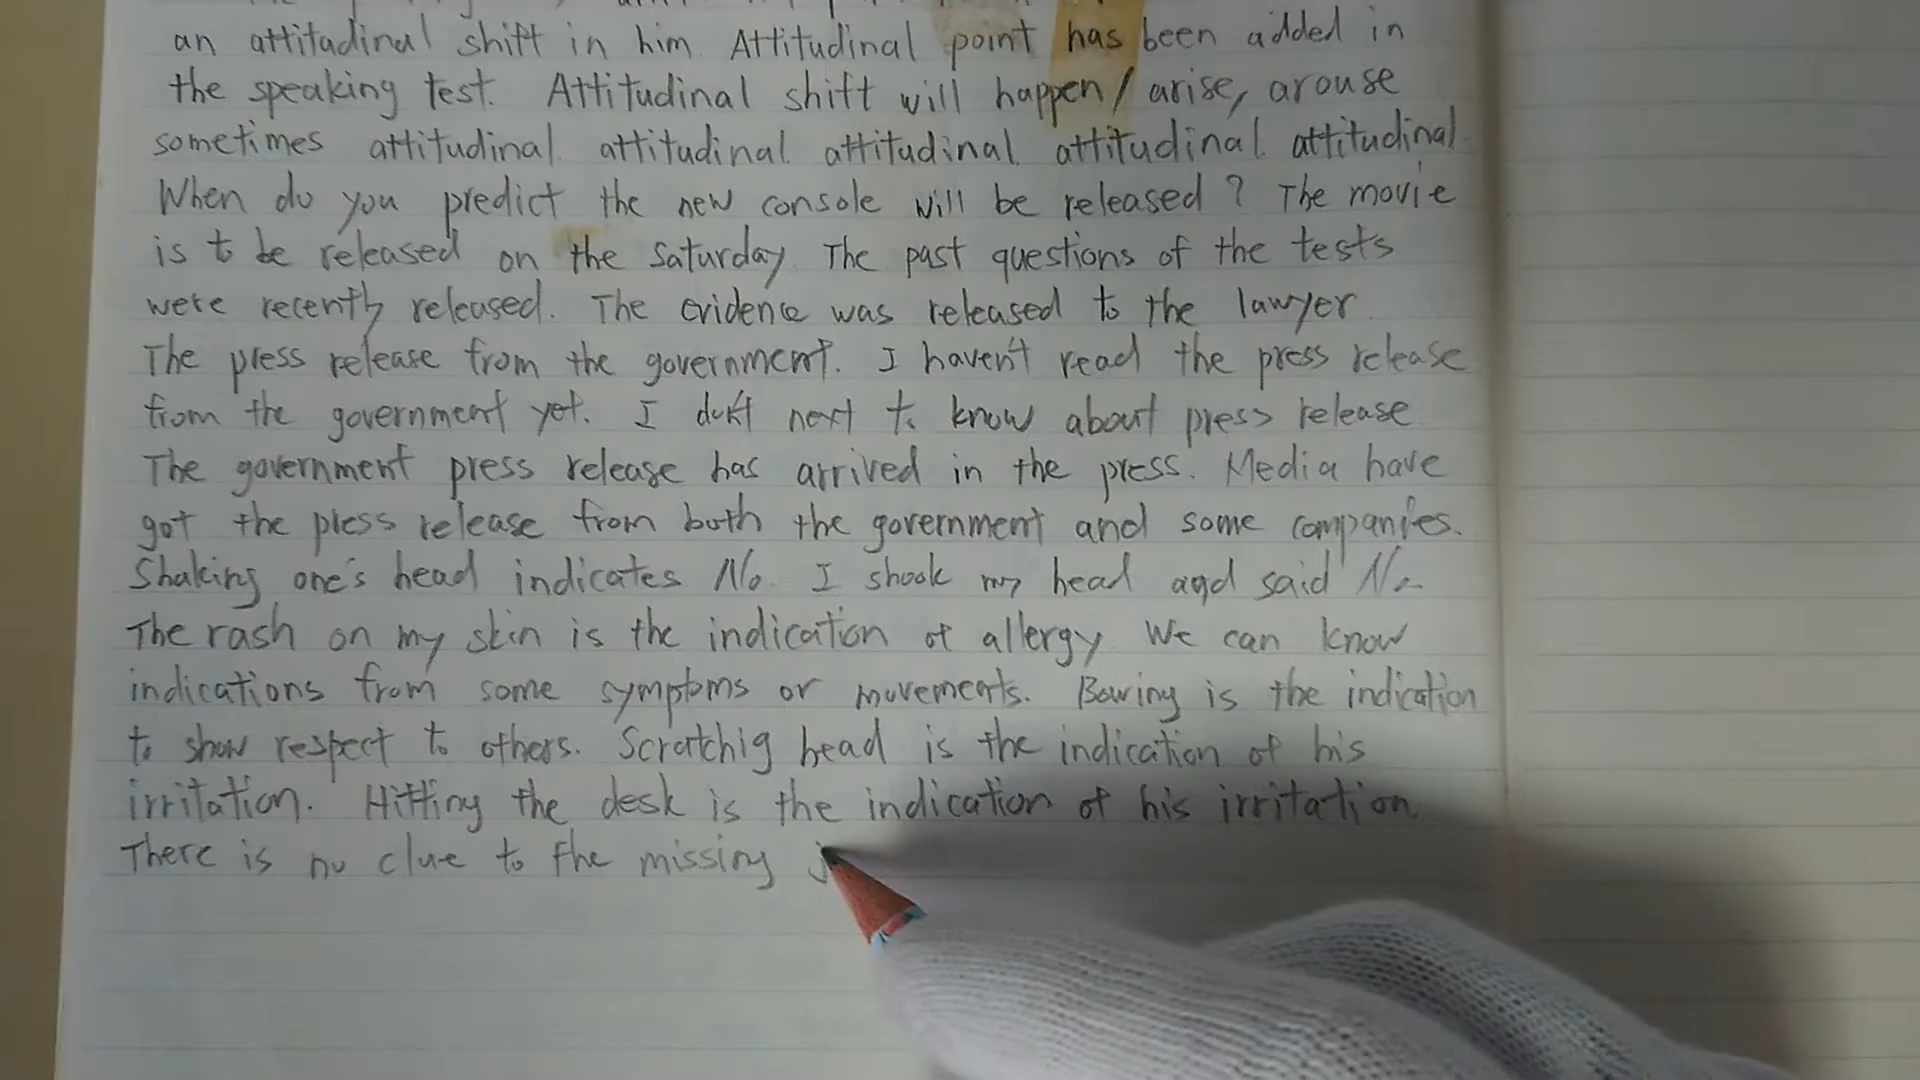 an attitadinal shift in him Attitudinal point has been added in
the speaking test. Attitudinal shift will happen/ arise, arouse
sometimes attitudinal. attitudinal. attitudinal. attitudinal. attitudinal.
When do you predict the new console will be released? The movie
is to be released on the Saturday. The past questions of the tests
were recently released. The evidence was released to the lawyer.
The press release from the government. I haven't read the press release
from the government yet. I don't next to know about press release.
The government press release has arrived in the press. Media have
got the press release from both the government and some companies.
Shaking one's head indicates No. I shook my head agd said No
The rash on my skin is the indication of allergy We can know
indications from some symptoms or movements. Bowing is the indication
to show respect to others. Scratchig head is the indication of his
irritation. Hitting the desk is the indication of his irritation.
There is no clue to the missing